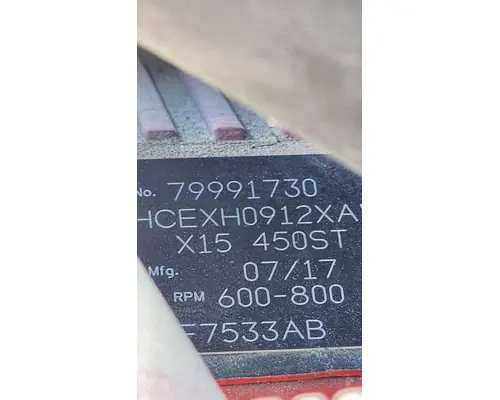 No. 79991730
HCEXH0912XA
X15 450ST
Mfg. 07/17
RPM 600-800
F7533AB